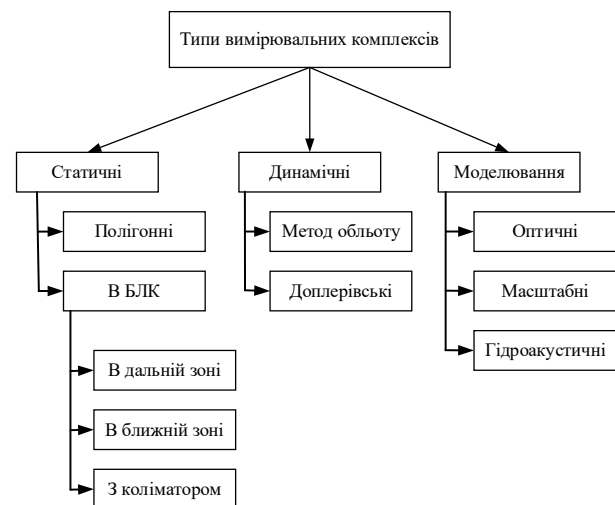 Типи вимірювальних комплексів
Статичні
Полігонні
В БЛК
В дальній зоні
В ближній зоні
З коліматором
Динамічні
Метод обльоту
Доплерівські
Моделювання
Оптичні
Масштабні
Гідроакустичні